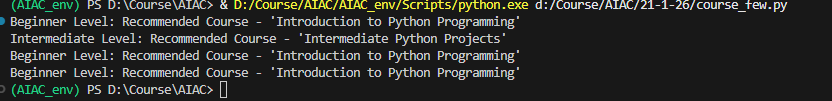 (AIAC_env) PS D:\Course\AIAC> & D:/Course/AIAC/AIAC_env/Scripts/python.exe d:/Course/AIAC/21-1-26/course_few.py
Beginner Level: Recommended Course - 'Introduction to Python Programming'
Intermediate Level: Recommended Course - 'Intermediate Python Projects'
Beginner Level: Recommended Course - 'Introduction to Python Programming'
Beginner Level: Recommended Course - 'Introduction to Python Programming'
(AIAC_env) PS D:\Course\AIAC>